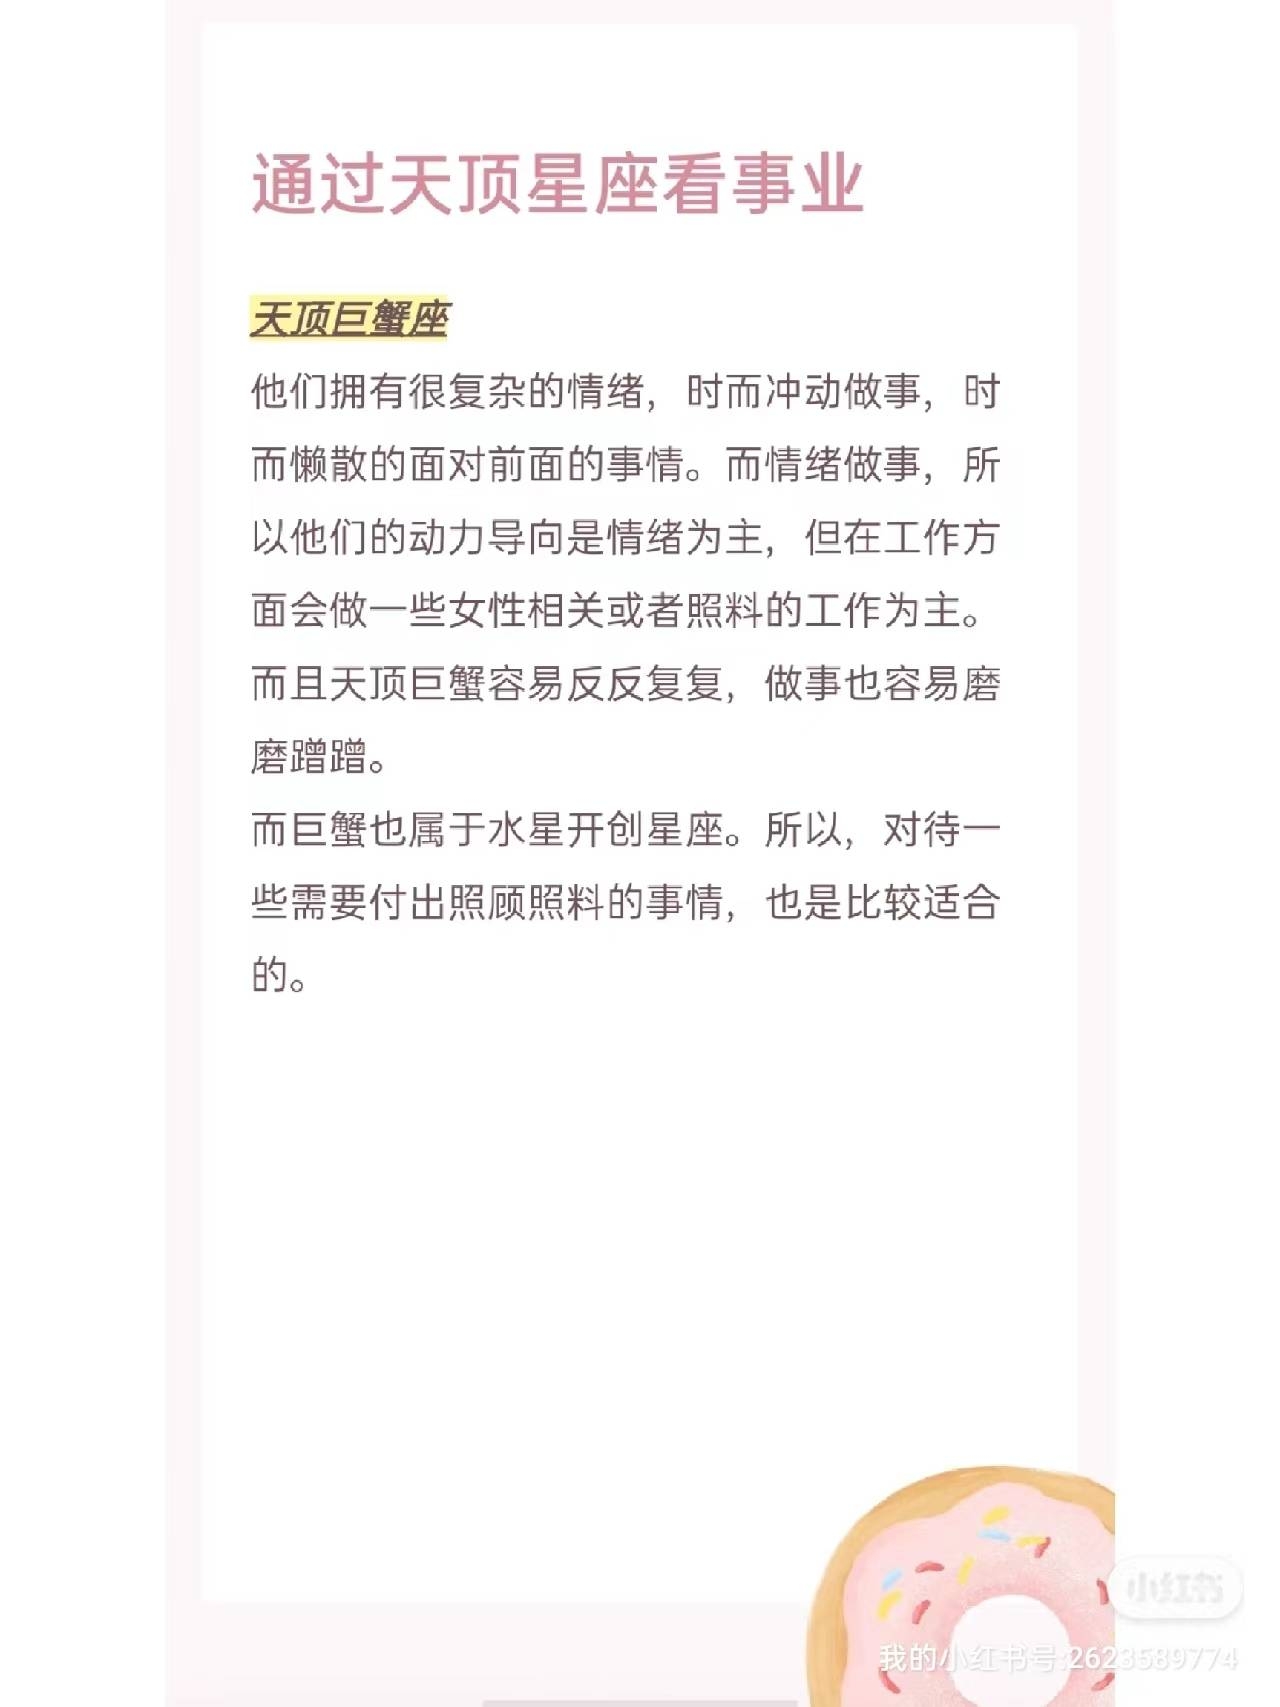 通过天顶星座看事业
天顶巨蟹座
他们拥有很复杂的情绪，时而冲动做事，时
而懒散的面对前面的事情。而情绪做事，所
以他们的动力导向是情绪为主，但在工作方
面会做一些女性相关或者照料的工作为主。
而且天顶巨蟹容易反反复复，做事也容易磨
磨蹭蹭。
而巨蟹也属于水星开创星座。所以，对待一
些需要付出照顾照料的事情，也是比较适合
的。
小红书
我的小红书号:2623589774